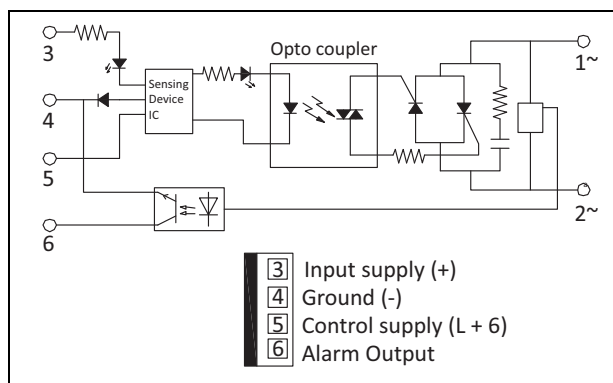 Opto coupler
3
1~
Sensing
Device
IC
4
5
2~
6
3 Input supply (+)
4 Ground (-)
5 Control supply (L + 6)
6 Alarm Output